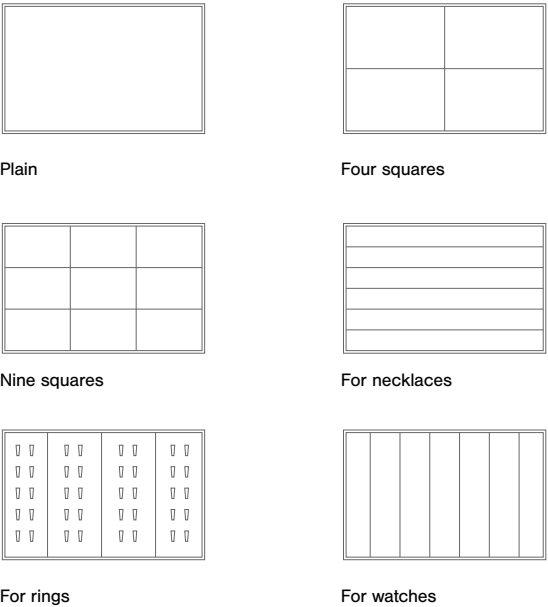 Plain
Four squares
Nine squares
For necklaces
For rings
For watches